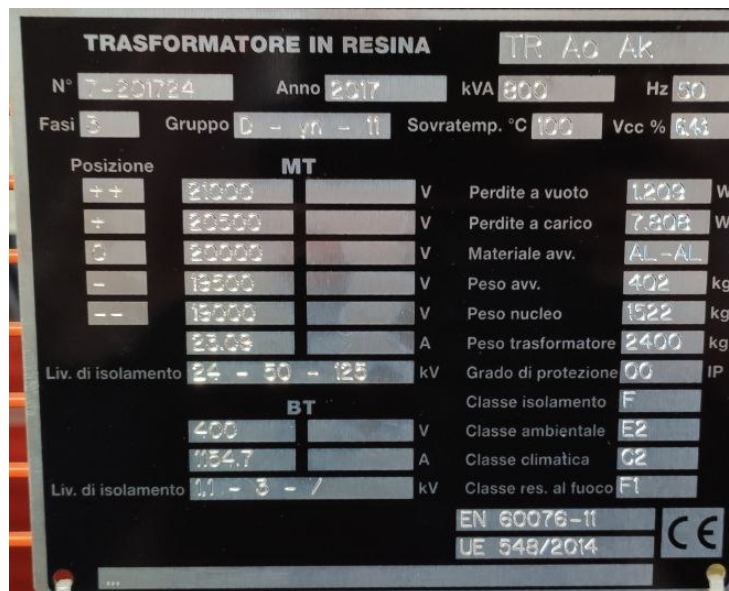 TRASFORMATORE IN RESINA TR Ao Ak
N° 7-201724 Anno 2017 kVA 800 Hz 50
Fasi 3 Gruppo D - yn - 11 Sovratemp. °C 100 Vcc %
Posizione MT
++ 21000 V Perdite a vuoto 1.209 W
+ 20500 V Perdite a carico 7.808 W
0 20000 V Materiale avv. AL-AL
- 19500 V Peso avv. 402 kg
-- 19000 V Peso nucleo 1522 kg
23.09 A Peso trasformatore 2400 kg
Liv. di isolamento 24 - 50 - 125 kV Grado di protezione 00 IP
BT Classe isolamento F
400 V Classe ambientale E2
1154.7 A Classe climatica C2
Liv. di isolamento 1.1 - 3 - / kV Classe res. al fuoco F1
EN 60076-11
UE 548/2014 CE
...